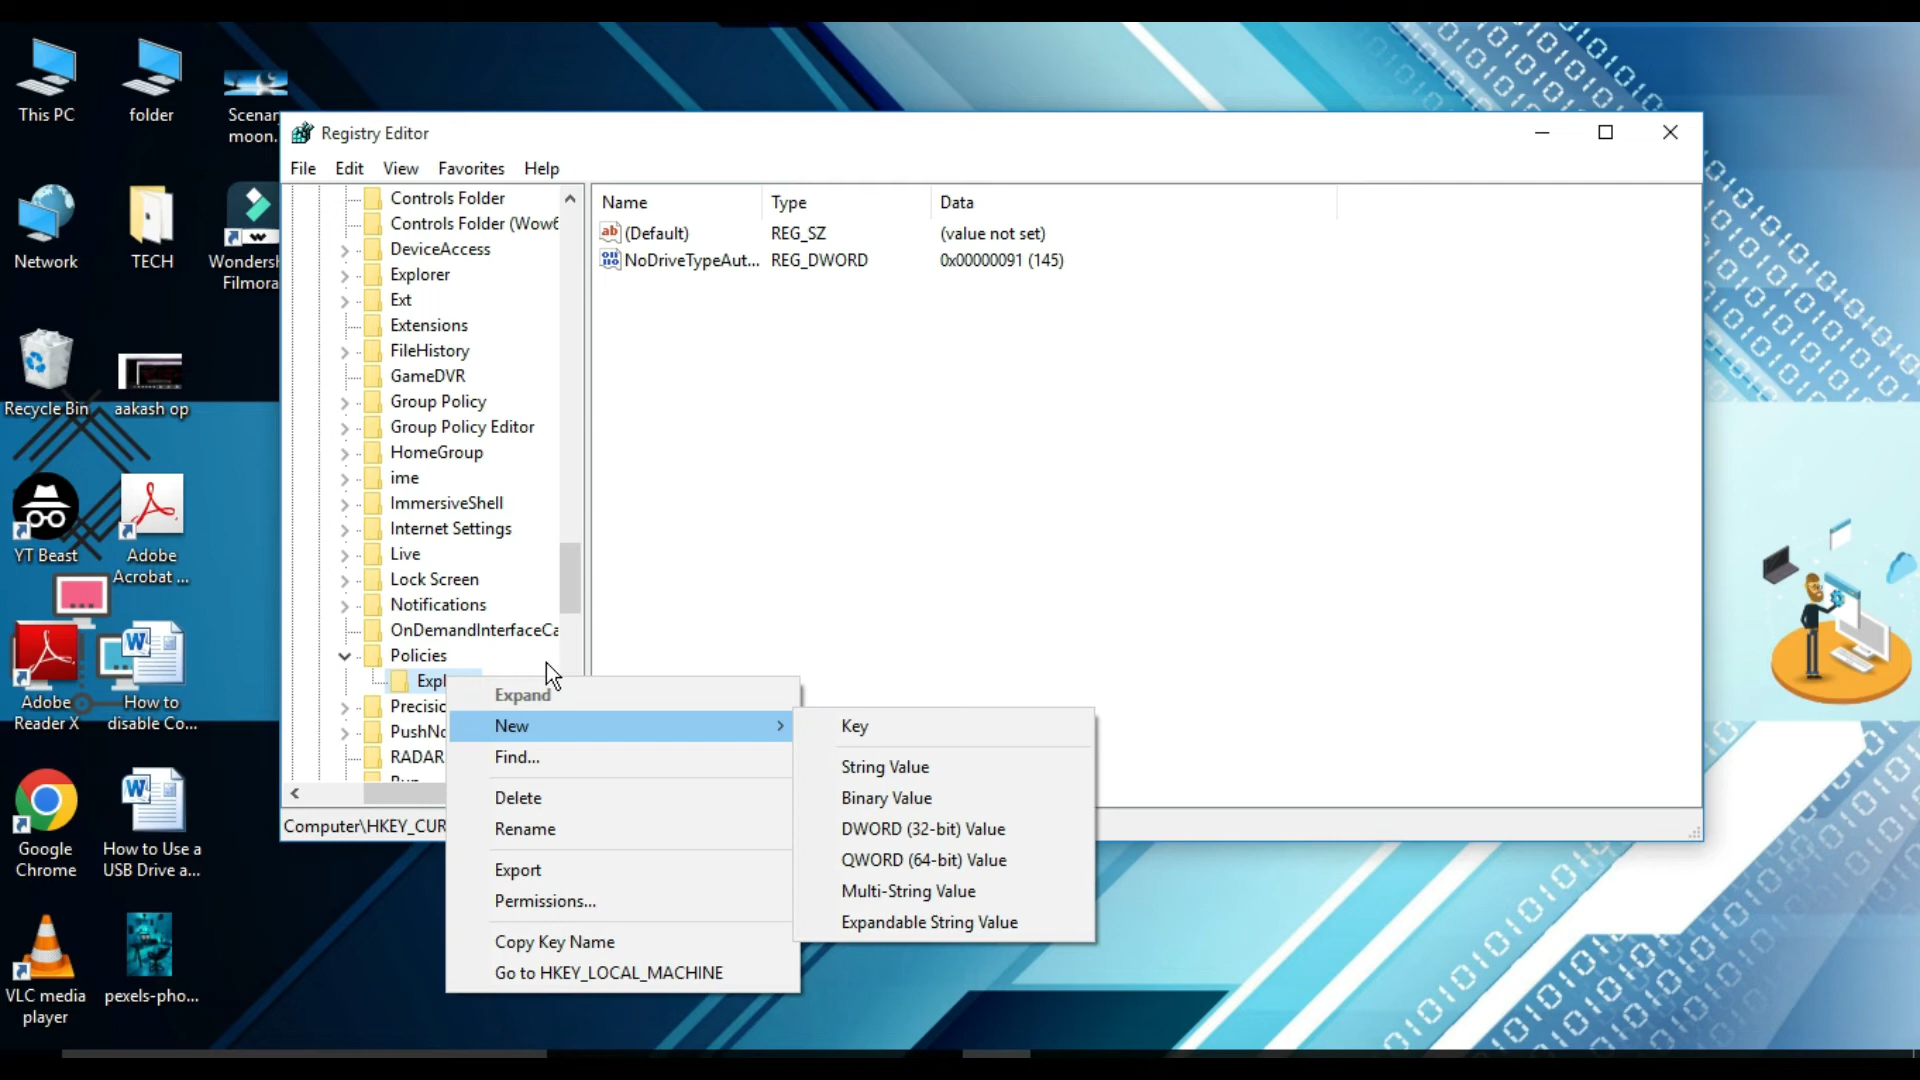 This PC
folder
Scenar
moon.
Network
TECH
Wondersh
Filmora
Recycle Bin
aakash op
YT Beast
Adobe
Acrobat ...
Adobe
Reader X
How to
disable Co...
Google
Chrome
How to Use a
USB Drive a...
VLC media
player
pexels-pho...
Registry Editor
File Edit View Favorites Help
Controls Folder
Controls Folder (Wow6
DeviceAccess
Explorer
Ext
Extensions
FileHistory
GameDVR
Group Policy
Group Policy Editor
HomeGroup
ime
ImmersiveShell
Internet Settings
Live
Lock Screen
Notifications
OnDemandInterfaceCa
Policies
Expl
Precisio
PushNo
RADAR
Computer\HKEY_CUR
Name Type Data
(Default) REG_SZ (value not set)
NoDriveTypeAut... REG_DWORD 0x00000091 (145)
Expand
New
Find...
Delete
Rename
Export
Permissions...
Copy Key Name
Go to HKEY_LOCAL_MACHINE
Key
String Value
Binary Value
DWORD (32-bit) Value
QWORD (64-bit) Value
Multi-String Value
Expandable String Value